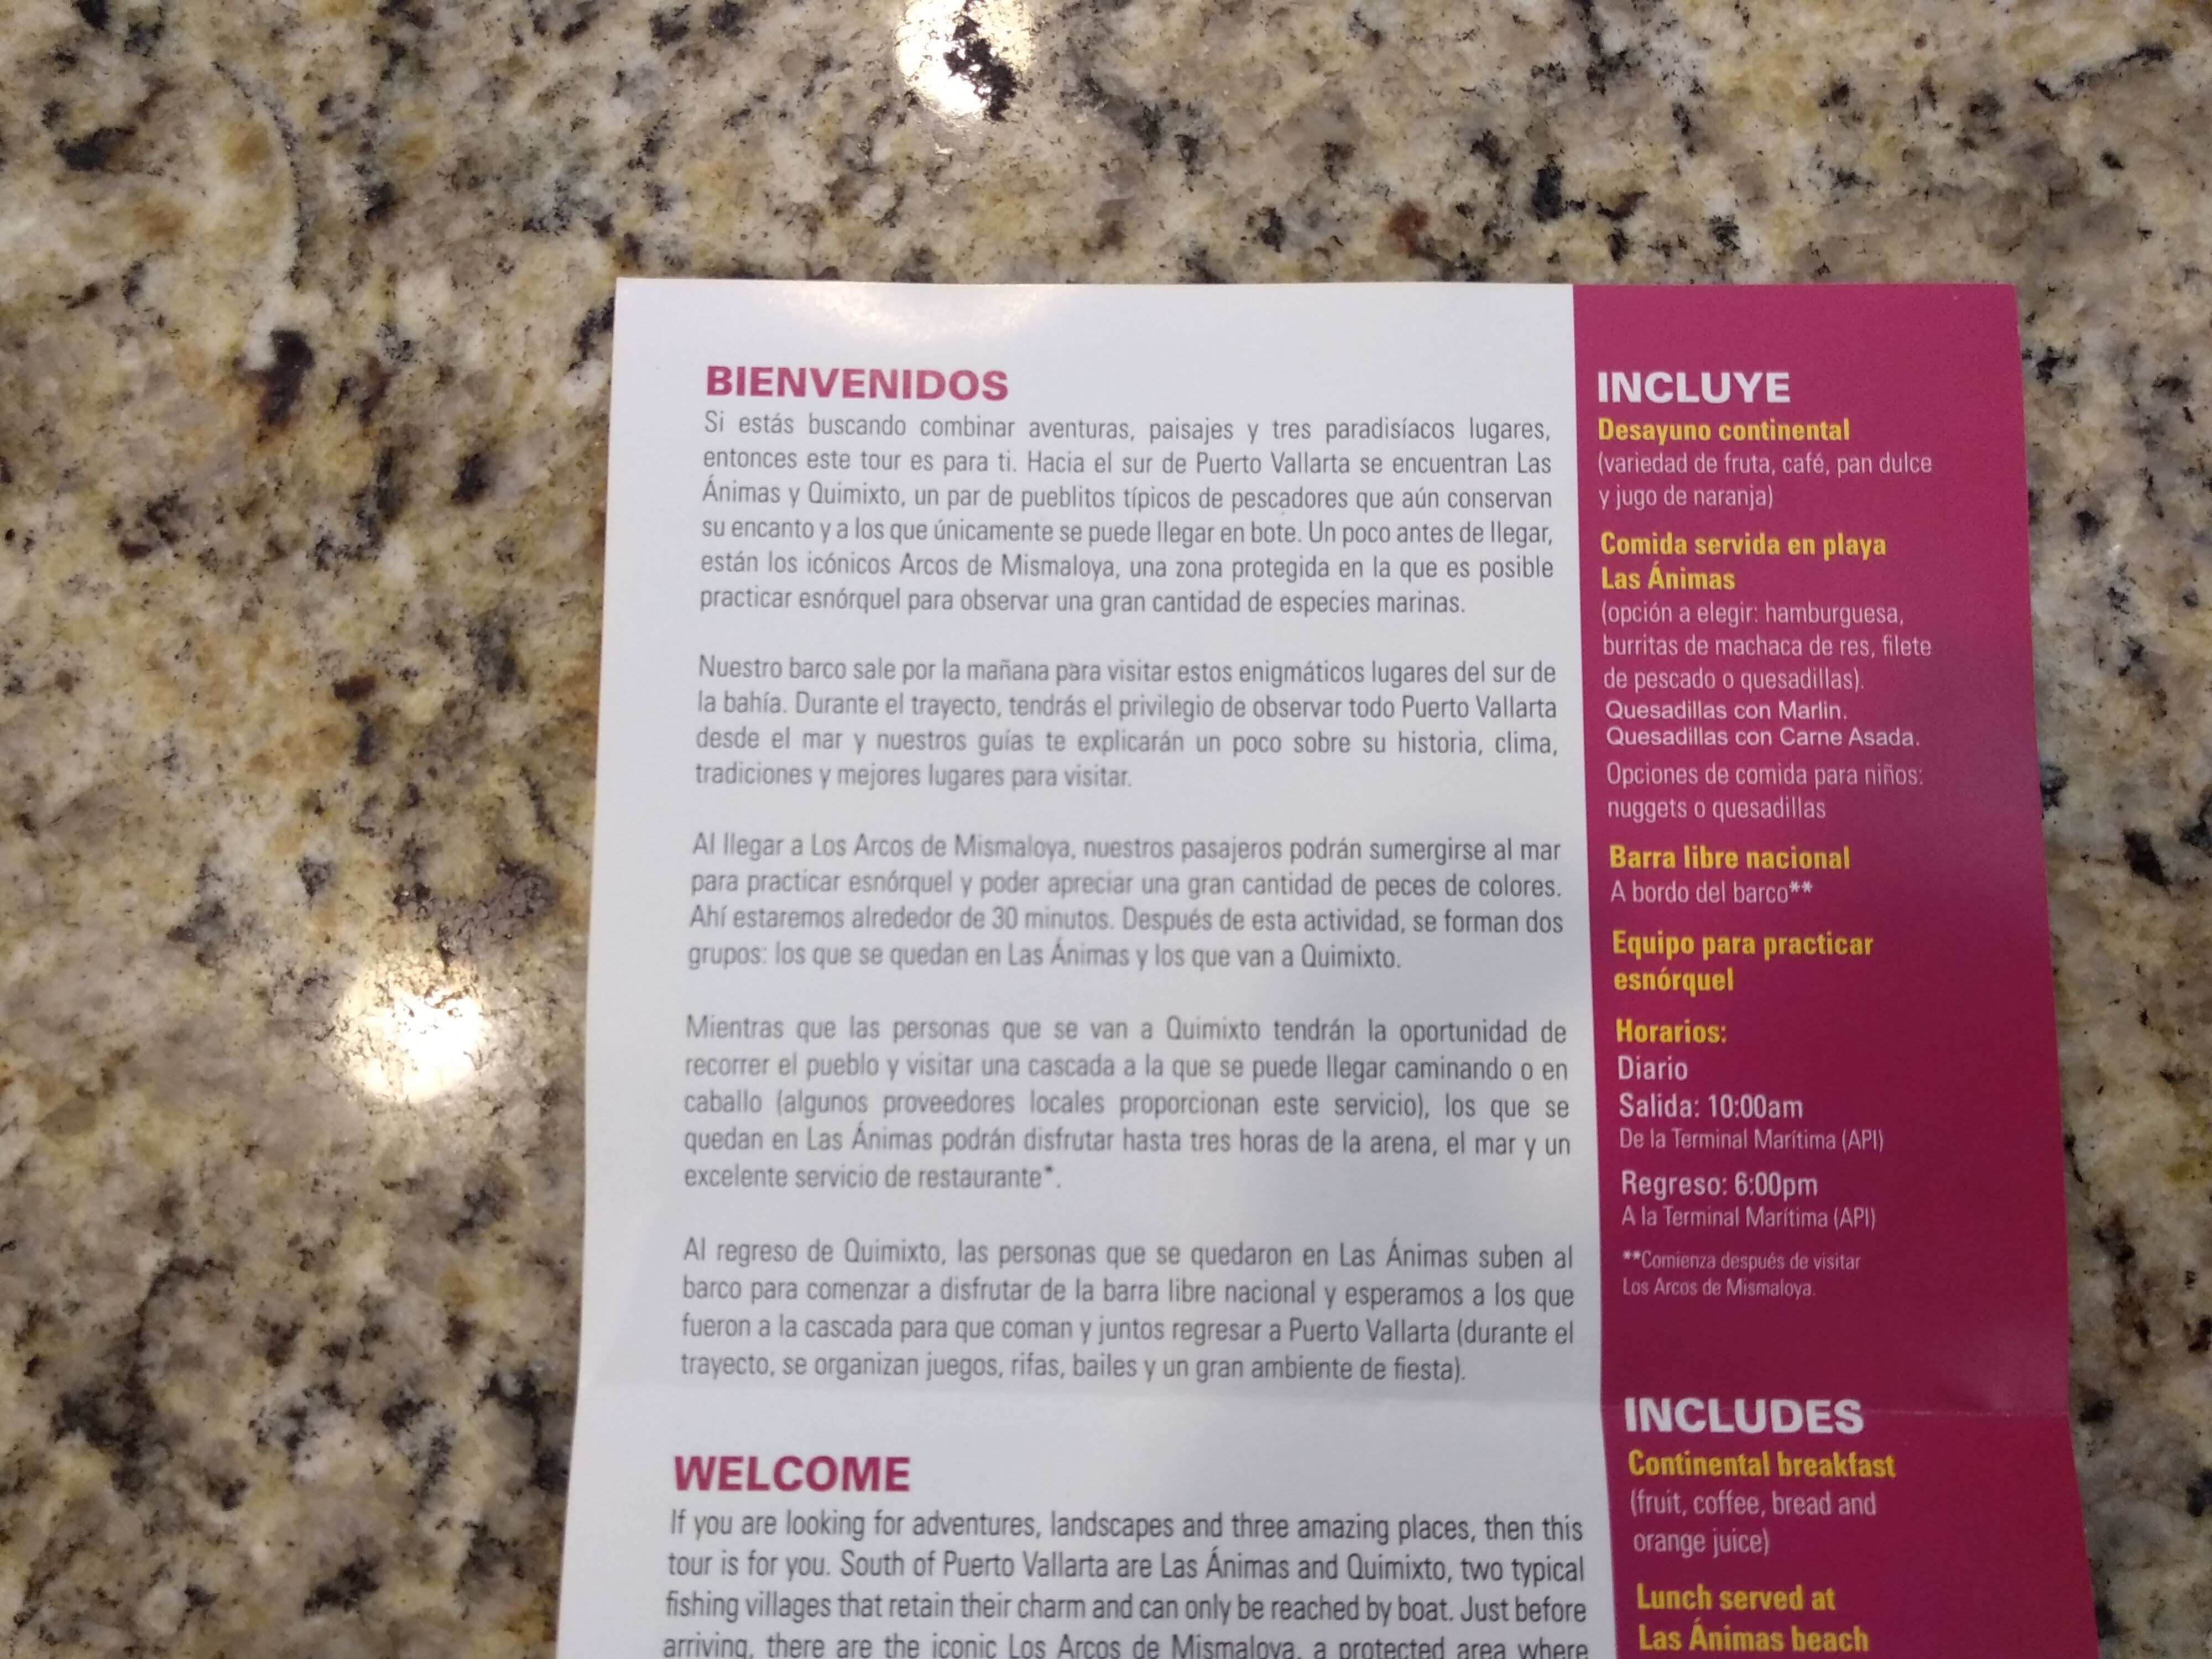 BIENVENIDOS
Si estás buscando combinar aventuras, paisajes y tres paradisíacos lugares,
entonces este tour es para ti. Hacia el sur de Puerto Vallarta se encuentran Las
Ánimas y Quimixto, un par de pueblitos típicos de pescadores que aún conservan
su encanto y a los que únicamente se puede llegar en bote. Un poco antes de llegar,
están los icónicos Arcos de Mismaloya, una zona protegida en la que es posible
practicar esnórquel para observar una gran cantidad de especies marinas.
Nuestro barco sale por la mañana para visitar estos enigmáticos lugares del sur de
la bahía. Durante el trayecto, tendrás el privilegio de observar todo Puerto Vallarta
desde el mar y nuestros guías te explicarán un poco sobre su historia, clima,
tradiciones y mejores lugares para visitar.
Al llegar a Los Arcos de Mismaloya, nuestros pasajeros podrán sumergirse al mar
para practicar esnórquel y poder apreciar una gran cantidad de peces de colores.
Ahí estaremos alrededor de 30 minutos. Después de esta actividad, se forman dos
grupos: los que se quedan en Las Ánimas y los que van a Quimixto.
Mientras que las personas que se van a Quimixto tendrán la oportunidad de
recorrer el pueblo y visitar una cascada a la que se puede llegar caminando o en
caballo (algunos proveedores locales proporcionan este servicio), los que se
quedan en Las Ánimas podrán disfrutar hasta tres horas de la arena, el mar y un
excelente servicio de restaurante*.
Al regreso de Quimixto, las personas que se quedaron en Las Ánimas suben al
barco para comenzar a disfrutar de la barra libre nacional y esperamos a los que
fueron a la cascada para que coman y juntos regresar a Puerto Vallarta (durante el
trayecto, se organizan juegos, rifas, bailes y un gran ambiente de fiesta).
INCLUYE
Desayuno continental
(variedad de fruta, café, pan dulce
y jugo de naranja)
Comida servida en playa
Las Ánimas
(opción a elegir: hamburguesa,
burritas de machaca de res, filete
de pescado o quesadillas).
Quesadillas con Marlin.
Quesadillas con Carne Asada.
Opciones de comida para niños:
nuggets o quesadillas
Barra libre nacional
A bordo del barco**
Equipo para practicar
esnórquel
Horarios:
Diario
Salida: 10:00am
De la Terminal Marítima (API)
Regreso: 6:00pm
A la Terminal Marítima (API)
**Comienza después de visitar
Los Arcos de Mismaloya.
WELCOME
If you are looking for adventures, landscapes and three amazing places, then this
tour is for you. South of Puerto Vallarta are Las Ánimas and Quimixto, two typical
fishing villages that retain their charm and can only be reached by boat. Just before
arriving, there are the iconic Los Arcos de Mismaloya, a protected area where
INCLUDES
Continental breakfast
(fruit, coffee, bread and
orange juice)
Lunch served at
Las Ánimas beach